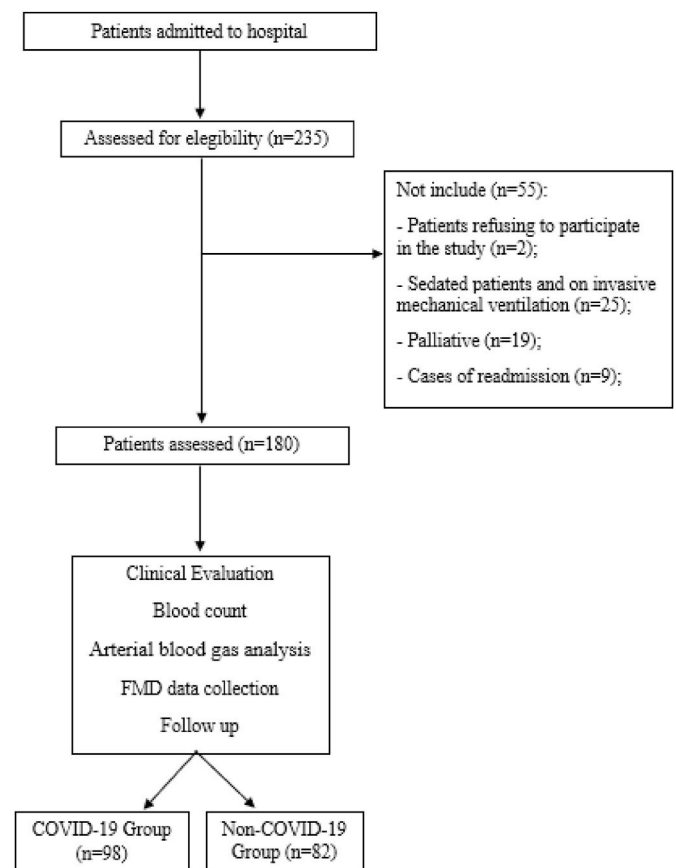 Patients admitted to hospital
Assessed for elegibility (n=235)
Not include (n=55):
- Patients refusing to participate
in the study (n=2);
- Sedated patients and on invasive
mechanical ventilation (n=25);
- Palliative (n=19);
- Cases of readmission (n=9);
Patients assessed (n=180)
Clinical Evaluation
Blood count
Arterial blood gas analysis
FMD data collection
Follow up
COVID-19 Group
(n=98)
Non-COVID-19
Group (n=82)